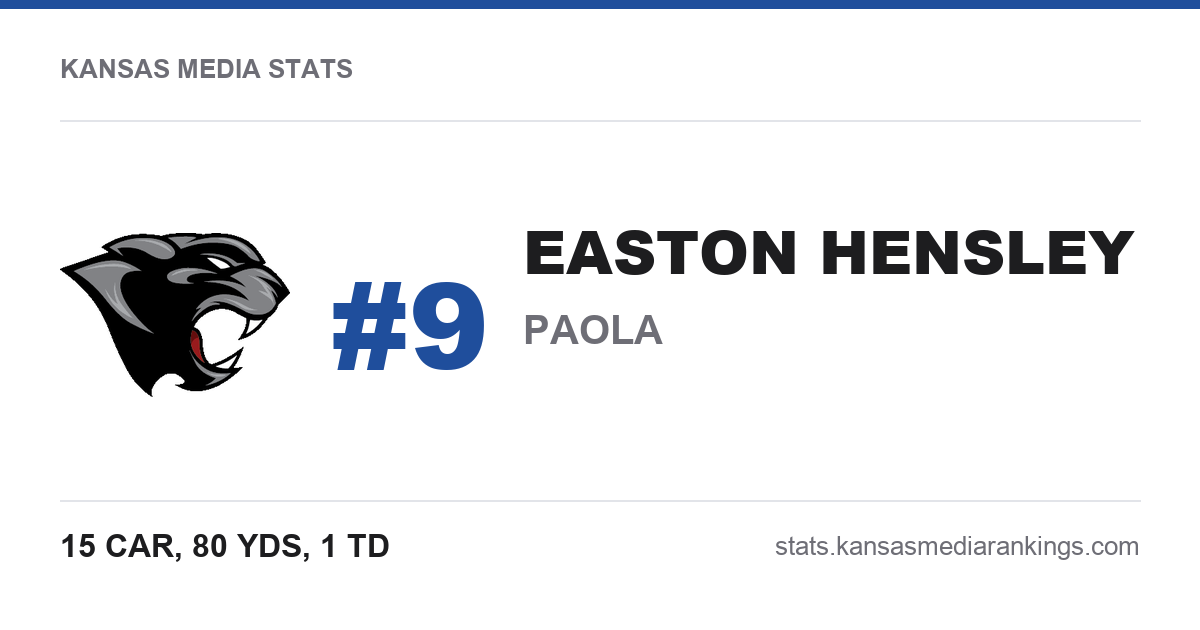 KANSAS MEDIA STATS
#9
EASTON HENSLEY
PAOLA
15 CAR, 80 YDS, 1 TD
stats.kansasmediarankings.com